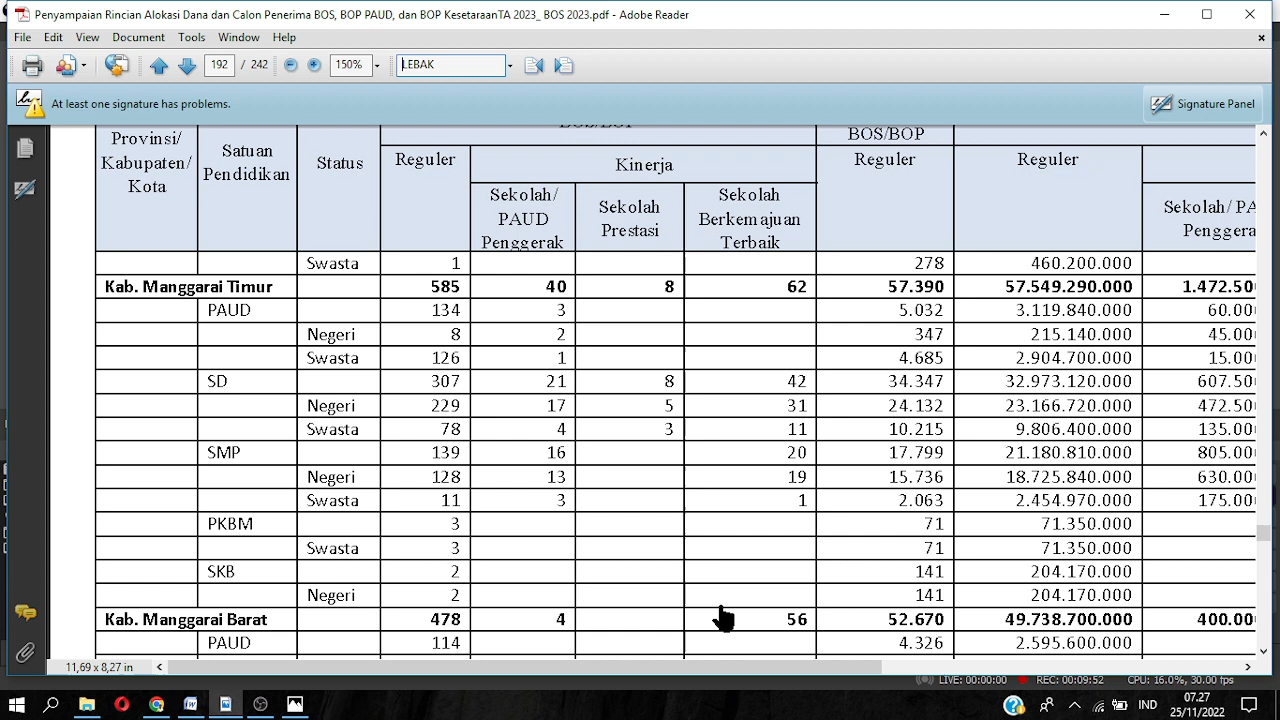 Penyampaian Rincian Alokasi Dana dan Calon Penerima BOS, BOP PAUD, dan BOP KesetaraanTA 2023_ BOS 2023.pdf - Adobe Reader
File Edit View Document Tools Window Help
192 / 242 150% LEBAK
At least one signature has problems. Signature Panel
Provinsi/ Kabupaten/ Kota Satuan Pendidikan Status BOS/BOP BOS/BOP
Reguler Kinerja Reguler Reguler
Sekolah/ PAUD Penggerak Sekolah Prestasi Sekolah Berkemajuan Terbaik Sekolah/ PA Penggera
Swasta 1 278 460.200.000
Kab. Manggarai Timur 585 40 8 62 57.390 57.549.290.000 1.472.50
PAUD 134 3 5.032 3.119.840.000 60.00
Negeri 8 2 347 215.140.000 45.00
Swasta 126 1 4.685 2.904.700.000 15.00
SD 307 21 8 42 34.347 32.973.120.000 607.50
Negeri 229 17 5 31 24.132 23.166.720.000 472.50
Swasta 78 4 3 11 10.215 9.806.400.000 135.00
SMP 139 16 20 17.799 21.180.810.000 805.00
Negeri 128 13 19 15.736 18.725.840.000 630.00
Swasta 11 3 1 2.063 2.454.970.000 175.00
PKBM 3 71 71.350.000
Swasta 3 71 71.350.000
SKB 2 141 204.170.000
Negeri 2 141 204.170.000
Kab. Manggarai Barat 478 4 56 52.670 49.738.700.000 400.00
PAUD 114 4.326 2.595.600.000
11,69 x 8,27 in
LIVE: 00:00:00 REC: 00:09:52 CPU: 16.0%, 30.00 fps
IND 07.27
25/11/2022